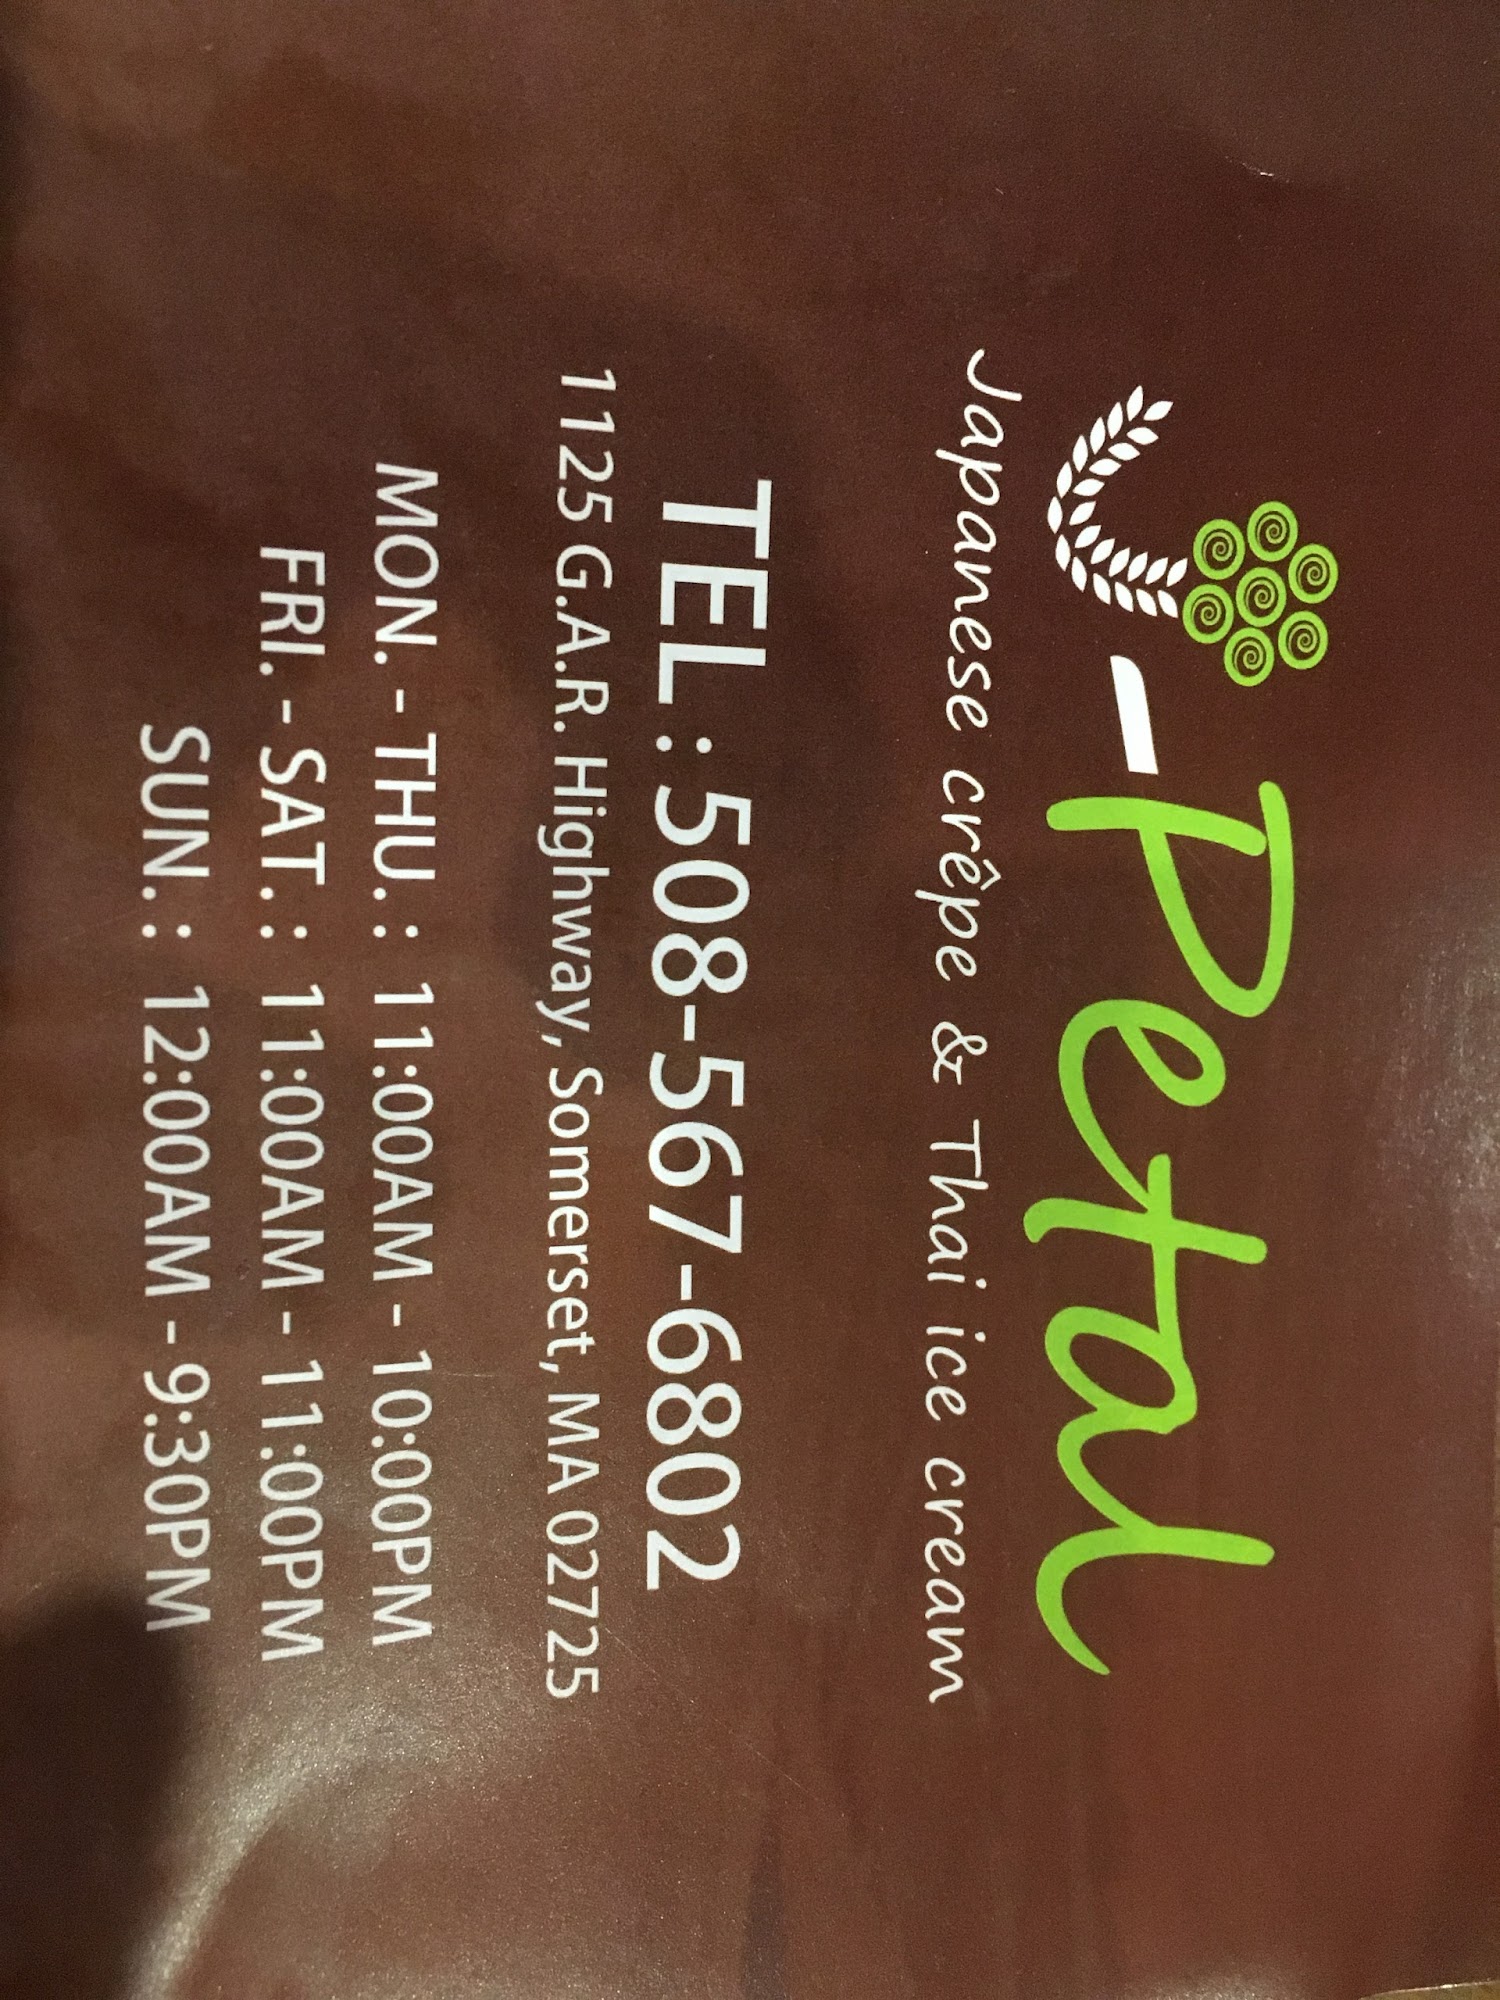 J-Petal
Japanese crêpe & Thai ice cream
TEL : 508-567-6802
1125 G.A.R. Highway, Somerset, MA 02725
MON. - THU. : 11:00AM - 10:00PM
FRI. - SAT. : 11:00AM - 11:00PM
SUN. : 12:00AM - 9:30PM